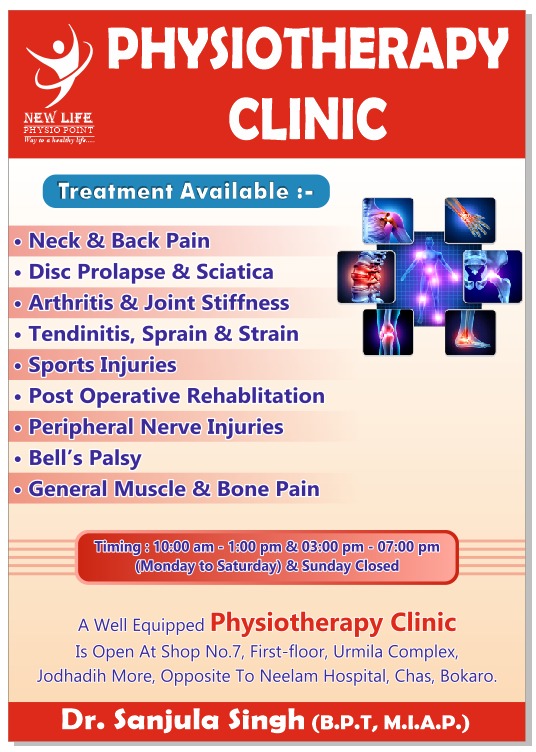 PHYSIOTHERAPY
CLINIC
NEW LIFE
PHYSIO POINT
Way to a healthy life....
Treatment Available :-
• Neck & Back Pain
• Disc Prolapse & Sciatica
• Arthritis & Joint Stiffness
• Tendinitis, Sprain & Strain
• Sports Injuries
• Post Operative Rehablitation
• Peripheral Nerve Injuries
• Bell's Palsy
• General Muscle & Bone Pain
Timing : 10:00 am - 1:00 pm & 03:00 pm - 07:00 pm
(Monday to Saturday) & Sunday Closed
A Well Equipped Physiotherapy Clinic
Is Open At Shop No.7, First-floor, Urmila Complex,
Jodhadih More, Opposite To Neelam Hospital, Chas, Bokaro.
Dr. Sanjula Singh (B.P.T, M.I.A.P.)